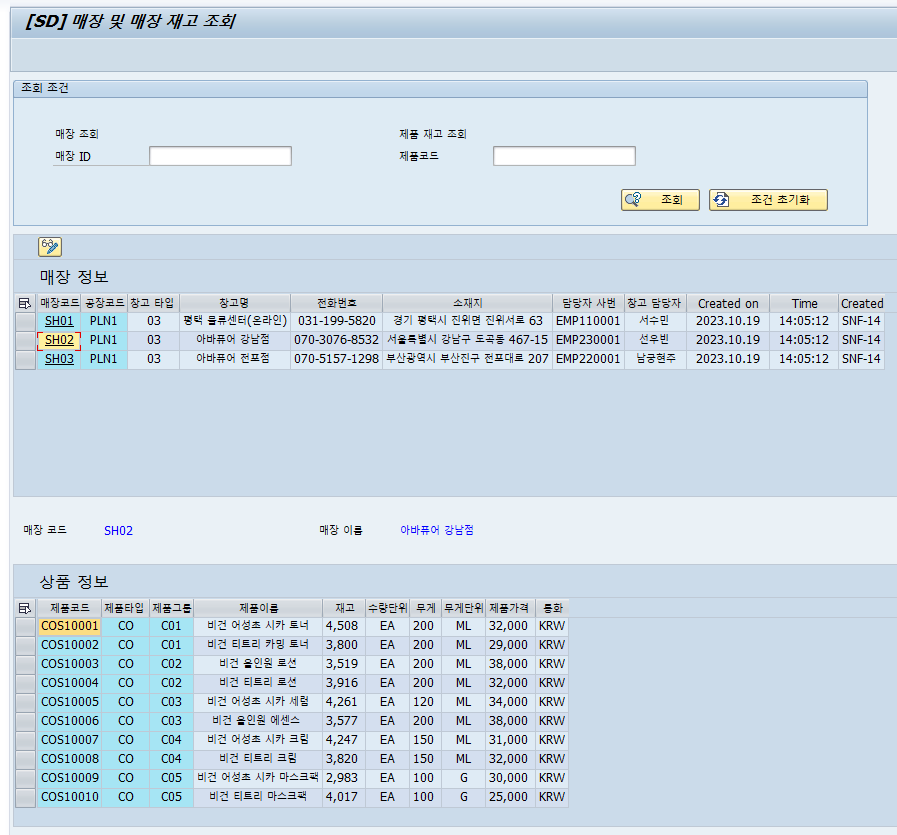 [SD] 매장 및 매장 재고 조회
조회 조건
매장 조회 제품 재고 조회
매장 ID 제품코드
조회 조건 초기화
매장 정보
매장코드 공장코드 창고 타입 창고명 전화번호 소재지 담당자 사번 창고 담당자 Created on Time Created
SH01 PLN1 03 평택 물류센터(온라인) 031-199-5820 경기 평택시 진위면 진위서로 63 EMP110001 서수민 2023.10.19 14:05:12 SNF-14
SH02 PLN1 03 아바퓨어 강남점 070-3076-8532 서울특별시 강남구 도곡동 467-15 EMP230001 선우빈 2023.10.19 14:05:12 SNF-14
SH03 PLN1 03 아바퓨어 전포점 070-5157-1298 부산광역시 부산진구 전포대로 207 EMP220001 남궁현주 2023.10.19 14:05:12 SNF-14
매장 코드 SH02 매장 이름 아바퓨어 강남점
상품 정보
제품코드 제품타입 제품그룹 제품이름 재고 수량단위 무게 무게단위 제품가격 통화
COS10001 CO C01 비건 어성초 시카 토너 4,508 EA 200 ML 32,000 KRW
COS10002 CO C01 비건 티트리 카밍 토너 3,800 EA 200 ML 29,000 KRW
COS10003 CO C02 비건 올인원 로션 3,519 EA 200 ML 38,000 KRW
COS10004 CO C02 비건 티트리 로션 3,916 EA 200 ML 32,000 KRW
COS10005 CO C03 비건 어성초 시카 세럼 4,261 EA 120 ML 34,000 KRW
COS10006 CO C03 비건 올인원 에센스 3,577 EA 200 ML 38,000 KRW
COS10007 CO C04 비건 어성초 시카 크림 4,247 EA 150 ML 31,000 KRW
COS10008 CO C04 비건 티트리 크림 3,820 EA 150 ML 32,000 KRW
COS10009 CO C05 비건 어성초 시카 마스크팩 2,983 EA 100 G 30,000 KRW
COS10010 CO C05 비건 티트리 마스크팩 4,017 EA 100 G 25,000 KRW